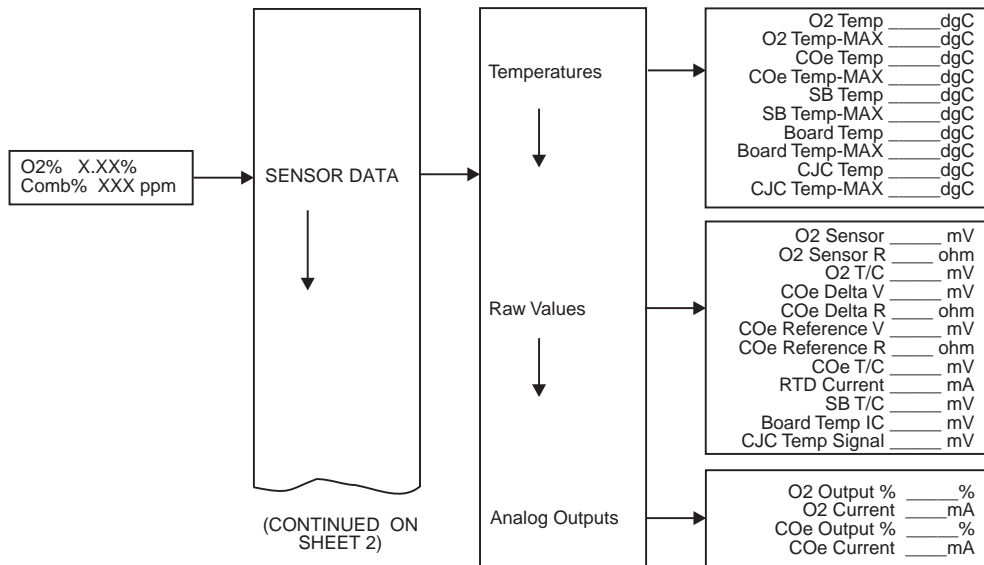 O2% X.XX%
Comb% XXX ppm
SENSOR DATA
(CONTINUED ON
SHEET 2)
Temperatures
Raw Values
Analog Outputs
O2 Temp _____dgC
O2 Temp-MAX _____dgC
COe Temp _____dgC
COe Temp-MAX _____dgC
SB Temp _____dgC
SB Temp-MAX _____dgC
Board Temp _____dgC
Board Temp-MAX _____dgC
CJC Temp _____dgC
CJC Temp-MAX _____dgC
O2 Sensor _____ mV
O2 Sensor R ____ ohm
O2 T/C _____ mV
COe Delta V _____ mV
COe Delta R ____ ohm
COe Reference V _____ mV
COe Reference R ____ ohm
COe T/C _____ mV
RTD Current _____ mA
SB T/C _____ mV
Board Temp IC _____ mV
CJC Temp Signal _____ mV
O2 Output % _____%
O2 Current ____mA
COe Output % _____%
COe Current ____mA